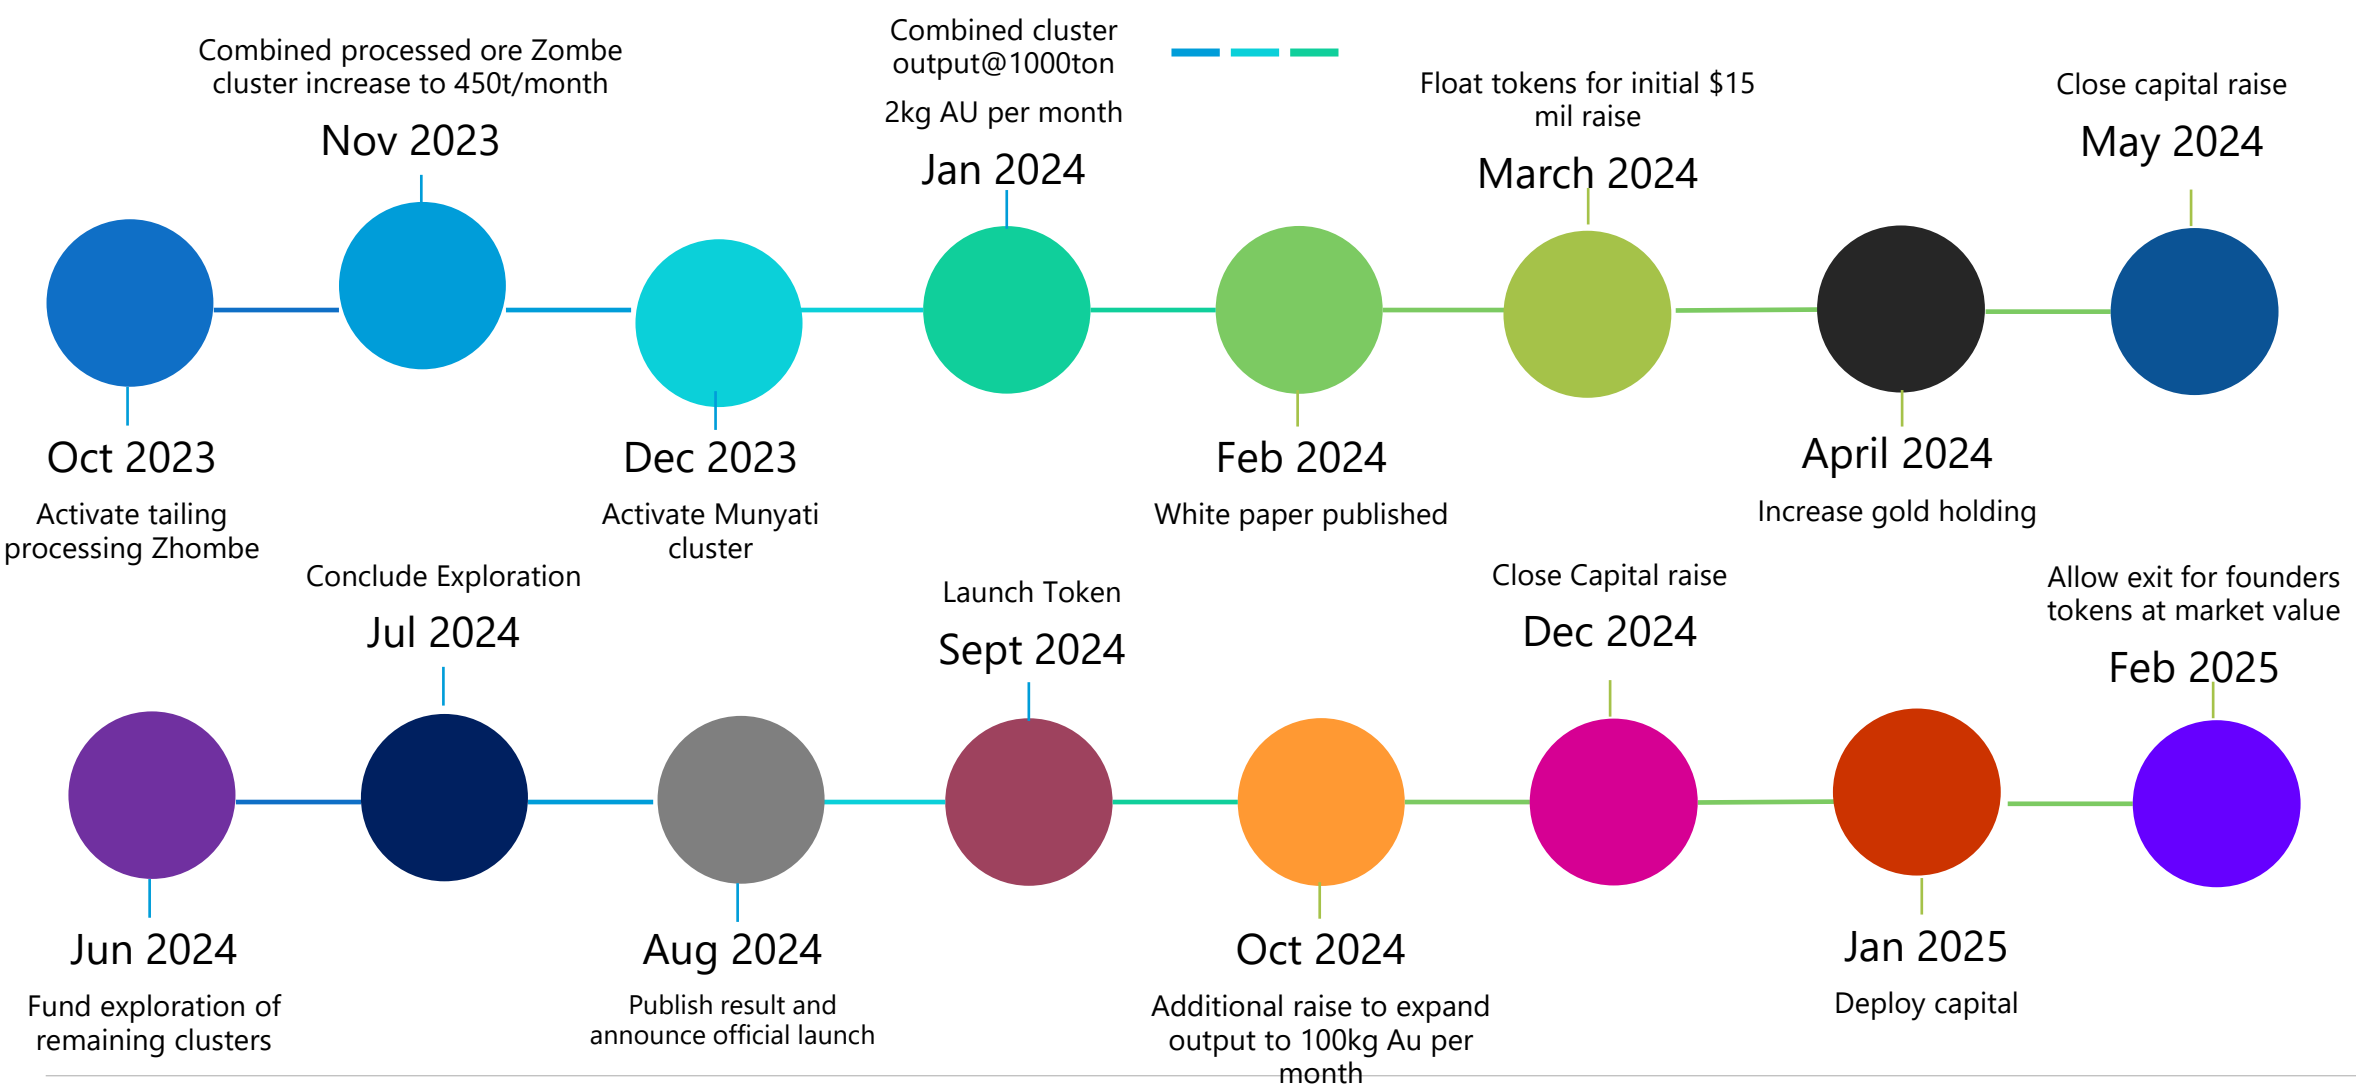 Combined processed ore Zombe
cluster increase to 450t/month
Nov 2023
Combined cluster
output@1000ton
2kg AU per month
Jan 2024
Float tokens for initial $15
mil raise
March 2024
Close capital raise
May 2024
Oct 2023
Activate tailing
processing Zhombe
Dec 2023
Activate Munyati
cluster
Feb 2024
White paper published
April 2024
Increase gold holding
Conclude Exploration
Jul 2024
Launch Token
Sept 2024
Close Capital raise
Dec 2024
Allow exit for founders
tokens at market value
Feb 2025
Jun 2024
Fund exploration of
remaining clusters
Aug 2024
Publish result and
announce official launch
Oct 2024
Additional raise to expand
output to 100kg Au per
month
Jan 2025
Deploy capital